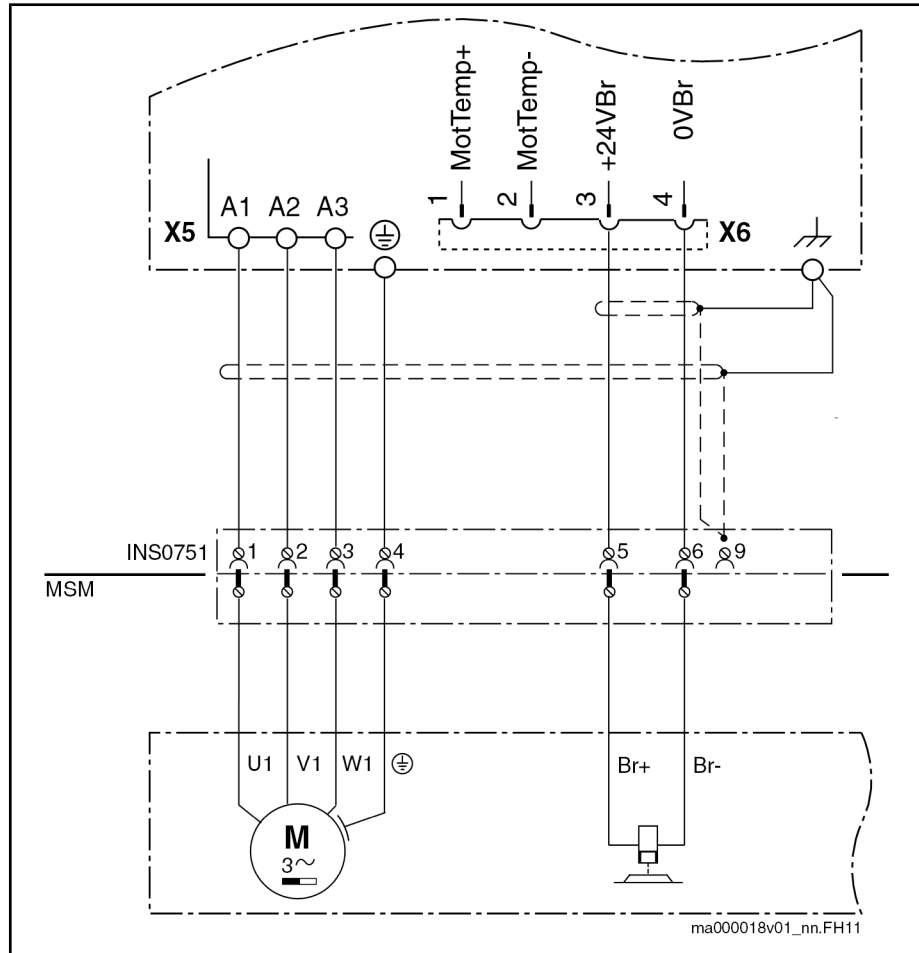 MotTemp+
MotTemp-
+24VBr
0VBr
1
2
3
4
A1 A2 A3
X5
X6
INS0751
1 2 3 4 5 6 9
MSM
U1 V1 W1 Br+ Br-
M
3~
ma000018v01_nn.FH11